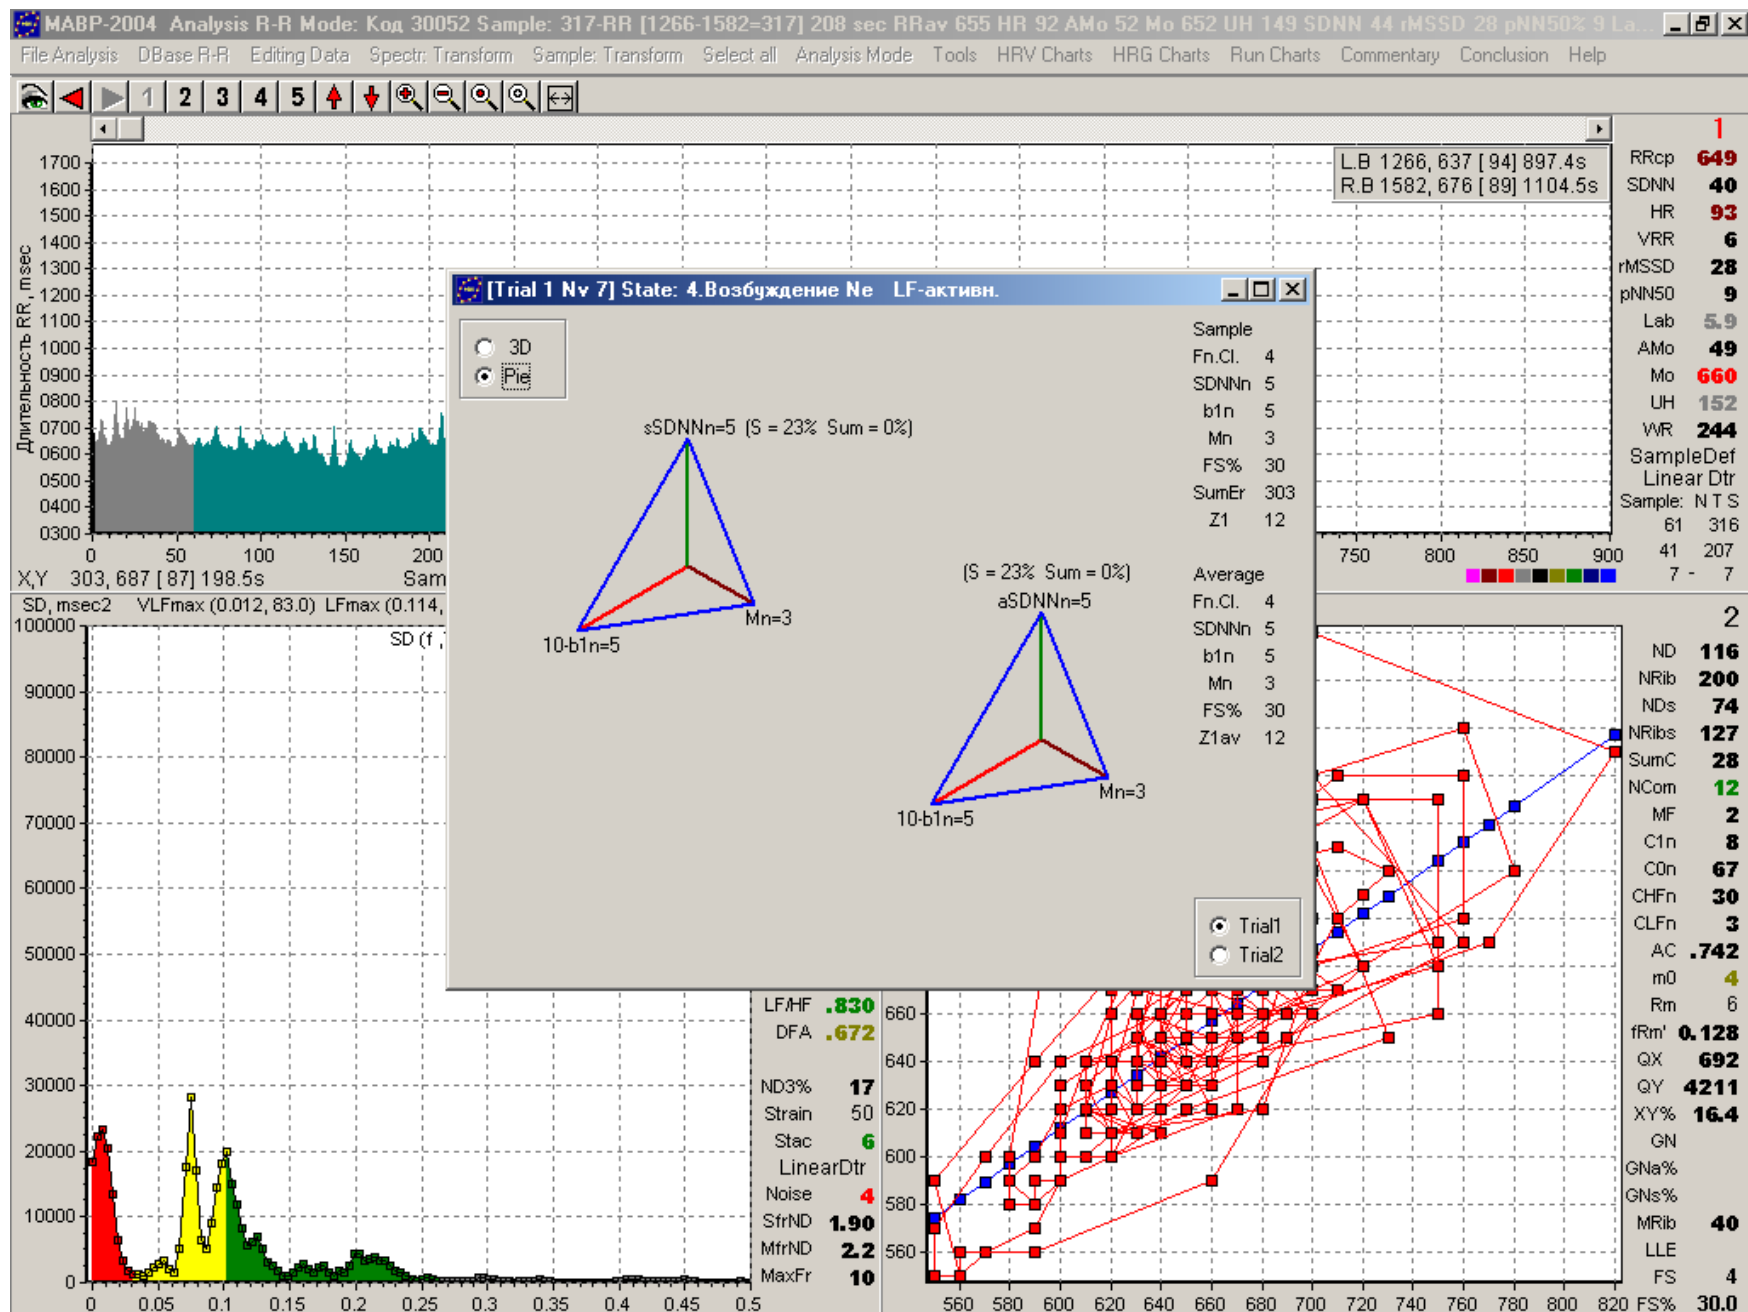 MABP-2004 Analysis R-R Mode: Код 30052 Sample: 317-RR [1266-1582=317] 208 sec RRav 655 HR 92 AMo 52 Mo 652 UH 149 SDNN 44 rMSSD 28 pNN50% 9 La...
File Analysis DBase R-R Editing Data Spectr: Transform Sample: Transform Select all Analysis Mode Tools HRV Charts HRG Charts Run Charts Commentary Conclusion Help
1 2 3 4 5
L.B 1266, 637 [ 94] 897.4s
R.B 1582, 676 [ 89] 1104.5s
Длительность RR, msec
1700
1600
1500
1400
1300
1200
1100
1000
0900
0800
0700
0600
0500
0400
0300
0 50 100 150 200 750 800 850 900
X,Y 303, 687 [ 87] 198.5s Sam
1
RRcp 649
SDNN 40
HR 93
VRR 6
rMSSD 28
pNN50 9
Lab 5.9
AMo 49
Mo 660
UH 152
WR 244
SampleDef
Linear Dtr
Sample: N T S
61 316
41 207
7 - 7
[Trial 1 Nv 7] State: 4.Возбуждение Ne LF-активн.
3D
Pie
sSDNNn=5 (S = 23% Sum = 0%)
Mn=3
10-b1n=5
(S = 23% Sum = 0%)
aSDNNn=5
Mn=3
10-b1n=5
Sample
Fn.Cl. 4
SDNNn 5
b1n 5
Mn 3
FS% 30
SumEr 303
Z1 12
Average
Fn.Cl. 4
SDNNn 5
b1n 5
Mn 3
FS% 30
Z1av 12
Trial1
Trial2
SD, msec2 VLFmax (0.012, 83.0) LFmax (0.114,
SD (f ,
100000
90000
80000
70000
60000
50000
40000
30000
20000
10000
0
0 0.05 0.1 0.15 0.2 0.25 0.3 0.35 0.4 0.45 0.5
LF/HF .830
DFA .672
ND3% 17
Strain 50
Stac 6
LinearDtr
Noise 4
SfrND 1.90
MfrND 2.2
MaxFr 10
660
640
620
600
580
560
560 580 600 620 640 660 680 700 720 740 760 780 800 820
2
ND 116
NRib 200
NDs 74
NRibs 127
SumC 28
NCom 12
MF 2
C1n 8
C0n 67
CHFn 30
CLFn 3
AC .742
m0 4
Rm 6
fRm' 0.128
QX 692
QY 4211
XY% 16.4
GN
GNa%
GNs%
MRib 40
LLE
FS 4
FS% 30.0